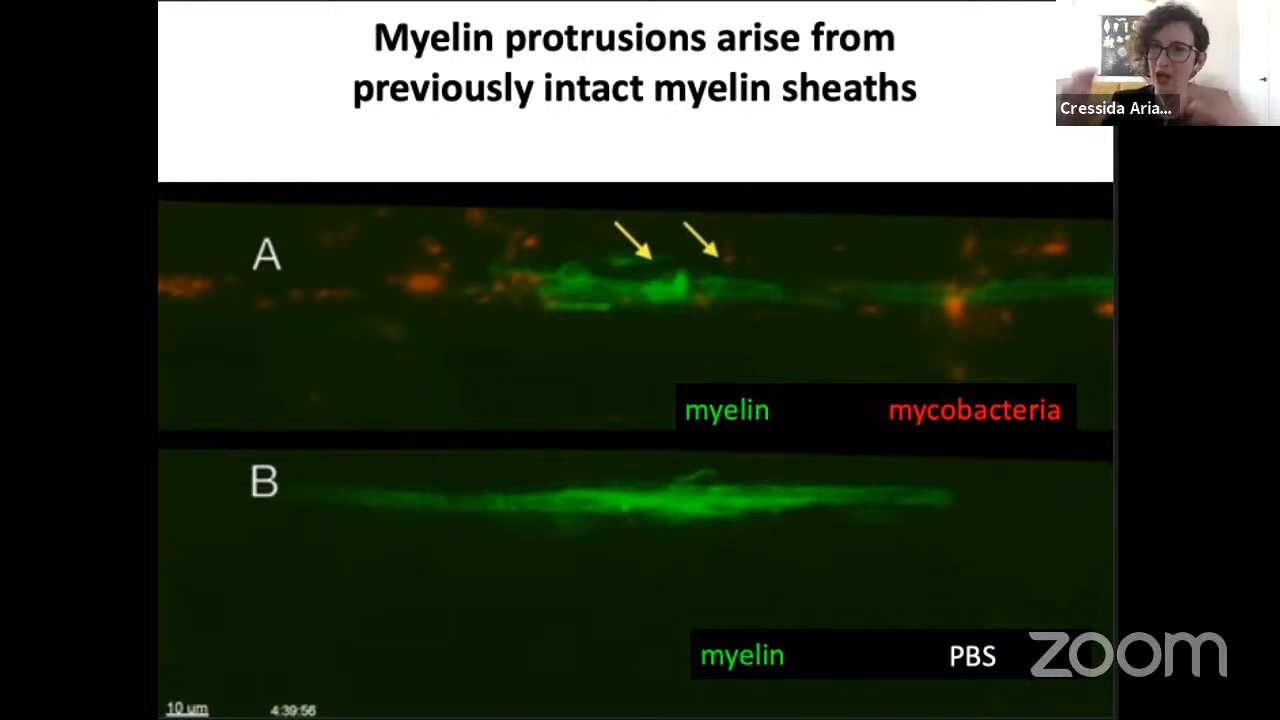 Myelin protrusions arise from
previously intact myelin sheaths
Cressida Aria...
A
myelin mycobacteria
B
myelin PBS
zoom
10 um 4:39:56